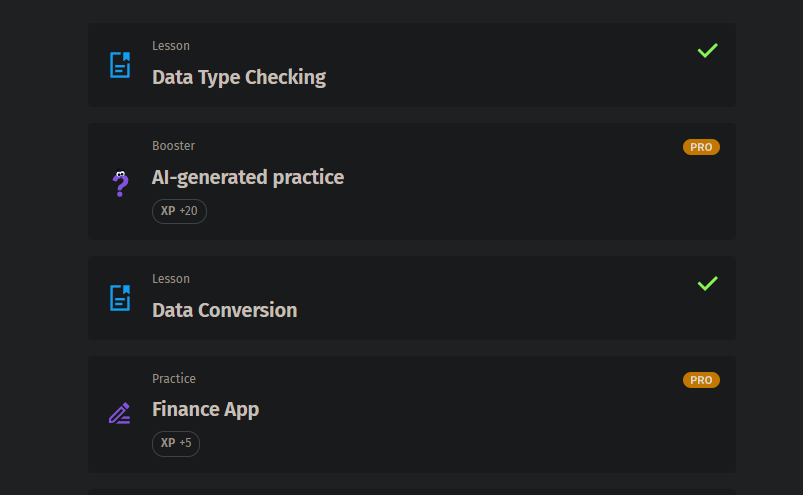 Lesson
Data Type Checking
Booster
PRO
AI-generated practice
XP +20
Lesson
Data Conversion
Practice
PRO
Finance App
XP +5